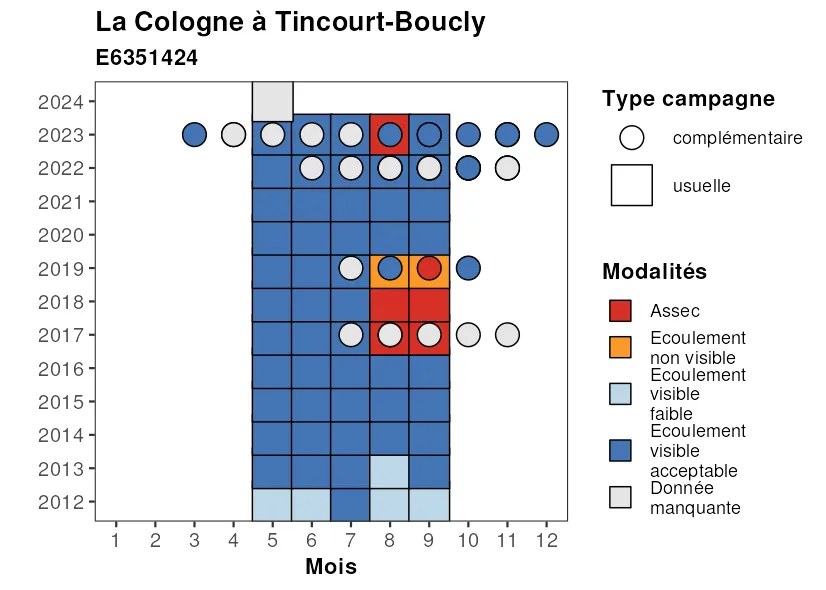 La Cologne à Tincourt-Boucly
E6351424
2024
2023
2022
2021
2020
2019
2018
2017
2016
2015
2014
2013
2012
1 2 3 4 5 6 7 8 9 10 11 12
Mois
Type campagne
complémentaire
usuelle
Modalités
Assec
Ecoulement
non visible
Ecoulement
visible
faible
Ecoulement
visible
acceptable
Donnée
manquante